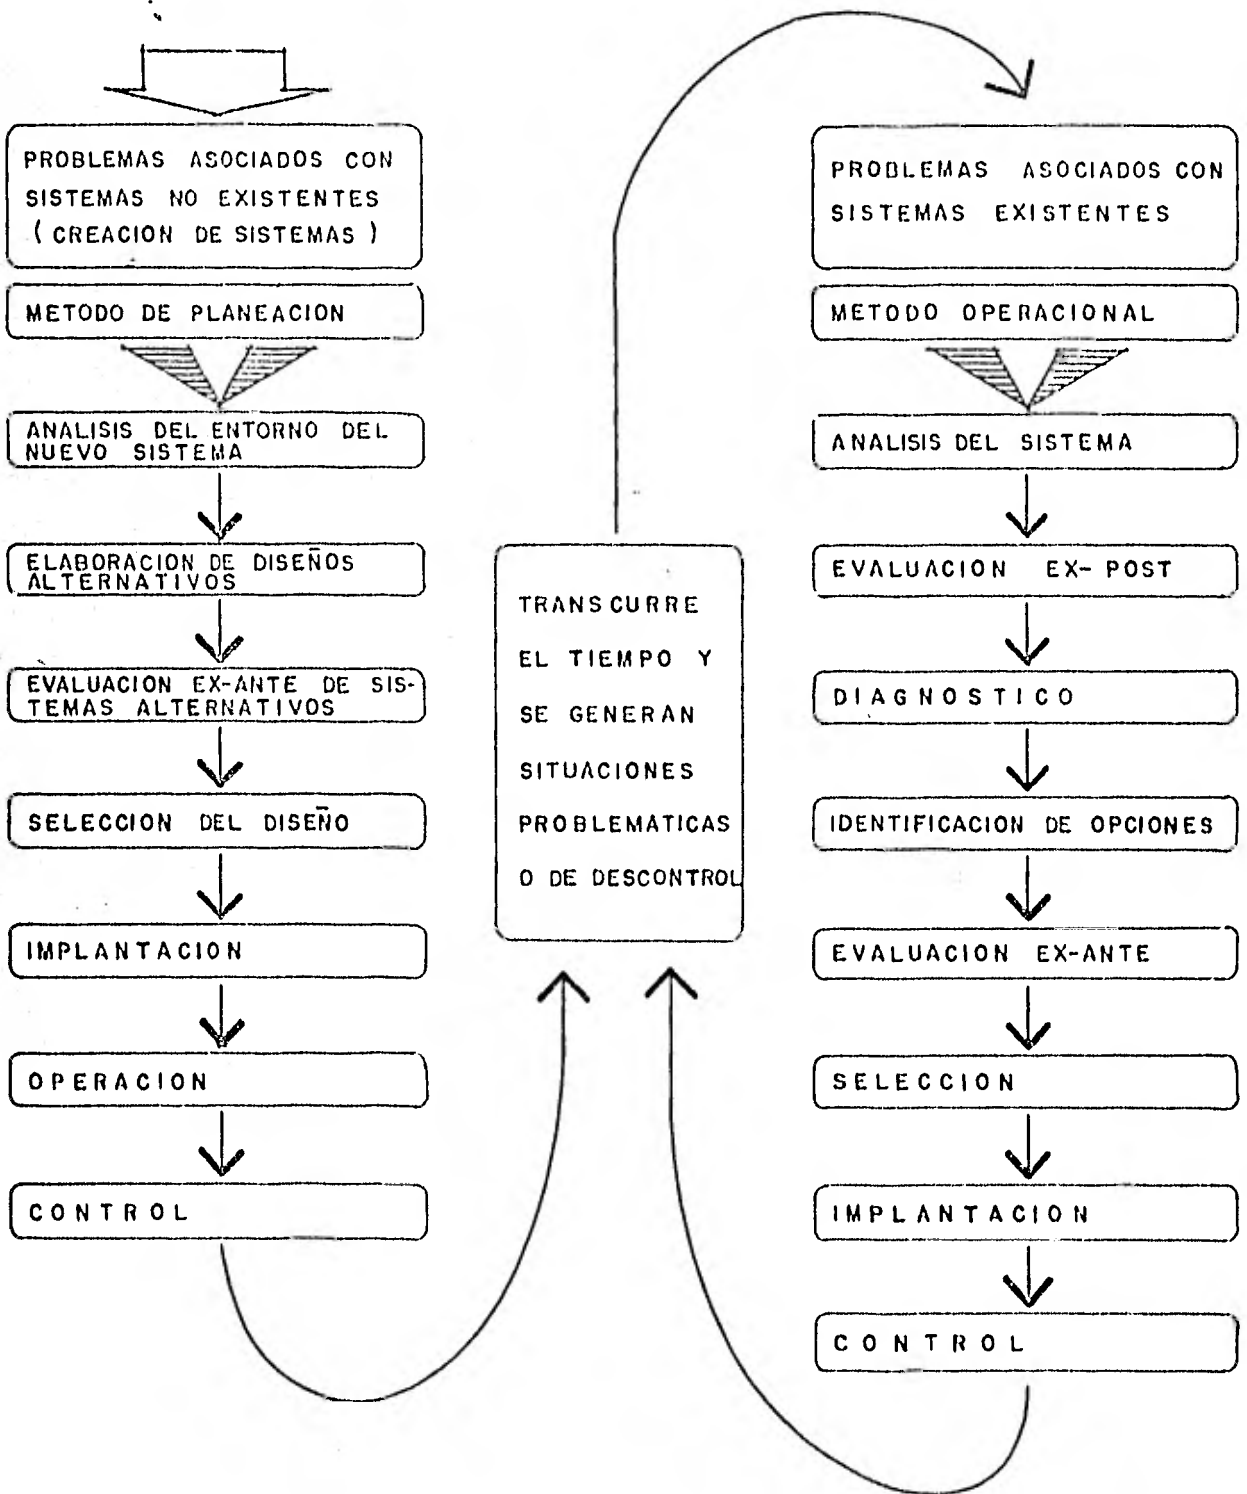 PROBLEMAS ASOCIADOS CON
SISTEMAS NO EXISTENTES
( CREACION DE SISTEMAS )
METODO DE PLANEACION
ANALISIS DEL ENTORNO DEL
NUEVO SISTEMA
ELABORACION DE DISEÑOS
ALTERNATIVOS
EVALUACION EX-ANTE DE SIS-
TEMAS ALTERNATIVOS
SELECCION DEL DISEÑO
IMPLANTACION
OPERACION
CONTROL
TRANSCURRE
EL TIEMPO Y
SE GENERAN
SITUACIONES
PROBLEMATICAS
O DE DESCONTROL
PROBLEMAS ASOCIADOS CON
SISTEMAS EXISTENTES
METODO OPERACIONAL
ANALISIS DEL SISTEMA
EVALUACION EX-POST
DIAGNOSTICO
IDENTIFICACION DE OPCIONES
EVALUACION EX-ANTE
SELECCION
IMPLANTACION
CONTROL